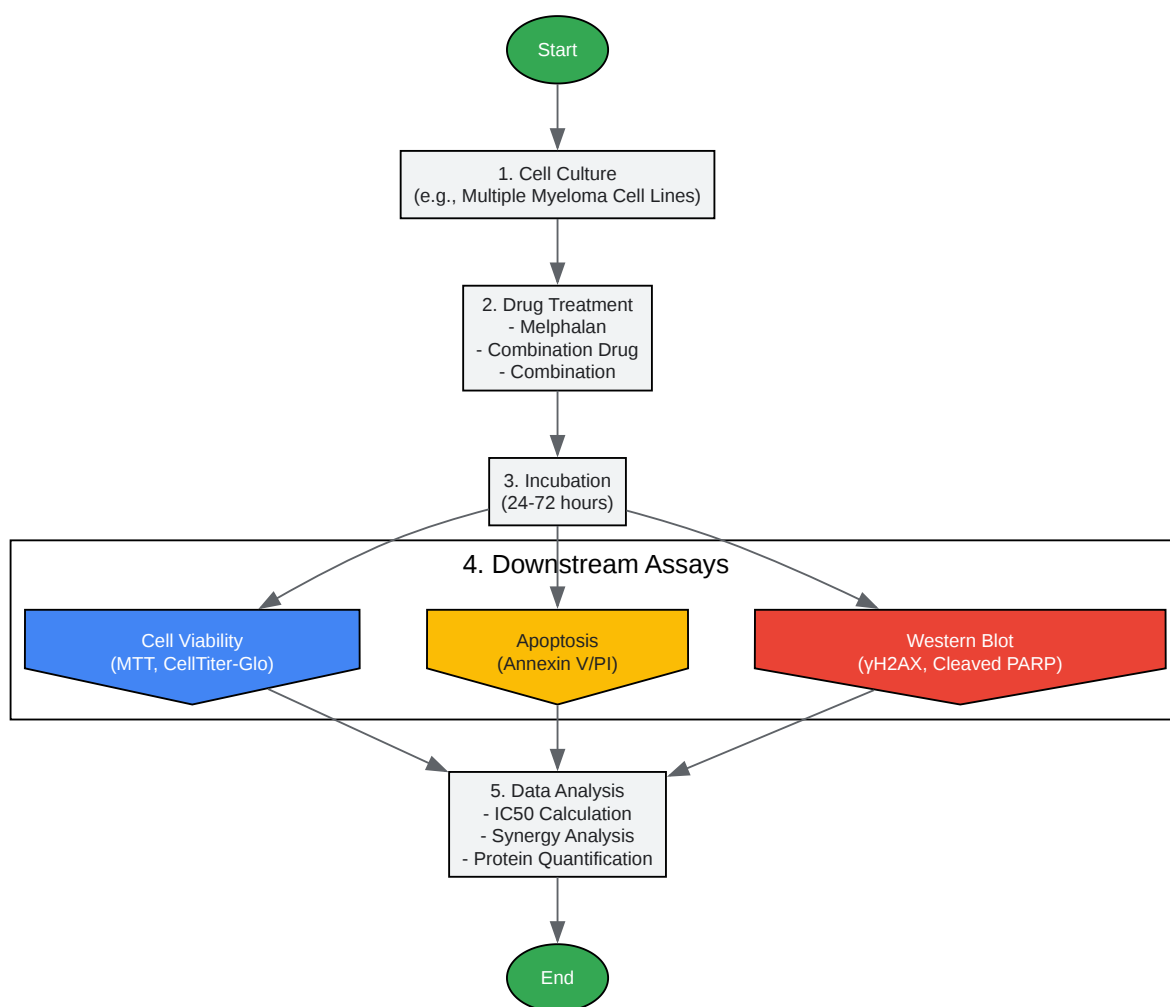 Start
1. Cell Culture
(e.g., Multiple Myeloma Cell Lines)
2. Drug Treatment
- Melphalan
- Combination Drug
- Combination
3. Incubation
(24-72 hours)
4. Downstream Assays
Cell Viability
(MTT, CellTiter-Glo)
Apoptosis
(Annexin V/PI)
Western Blot
(γH2AX, Cleaved PARP)
5. Data Analysis
- IC50 Calculation
- Synergy Analysis
- Protein Quantification
End